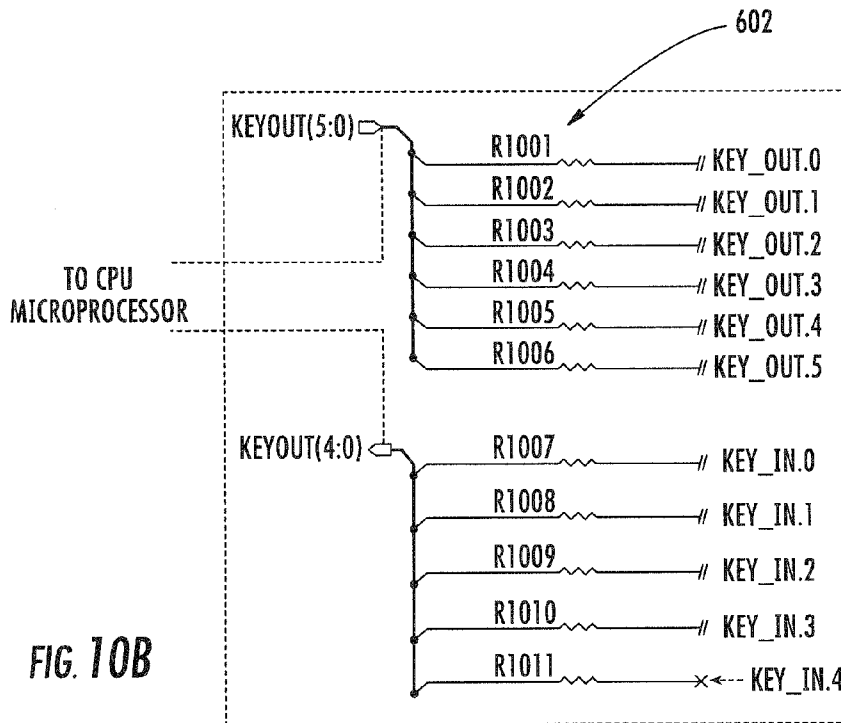 602
KEYOUT(5:0)
R1001 KEY_OUT.0
R1002 KEY_OUT.1
R1003 KEY_OUT.2
R1004 KEY_OUT.3
R1005 KEY_OUT.4
R1006 KEY_OUT.5
TO CPU
MICROPROCESSOR
KEYOUT(4:0)
R1007 KEY_IN.0
R1008 KEY_IN.1
R1009 KEY_IN.2
R1010 KEY_IN.3
R1011 KEY_IN.4
FIG. 10B